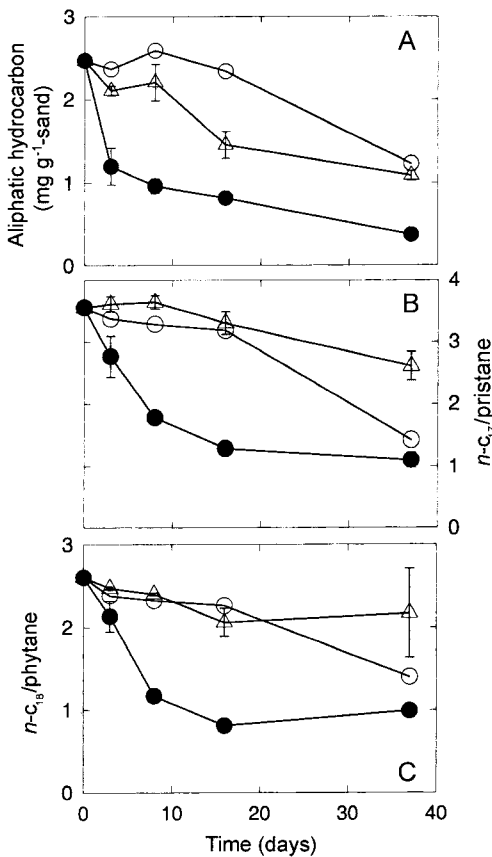 A
Aliphatic hydrocarbon
(mg g⁻¹-sand)
3
2
1
0
B
n-c₁₇/pristane
4
3
2
1
0
C
n-c₁₈/phytane
3
2
1
0
0 10 20 30 40
Time (days)